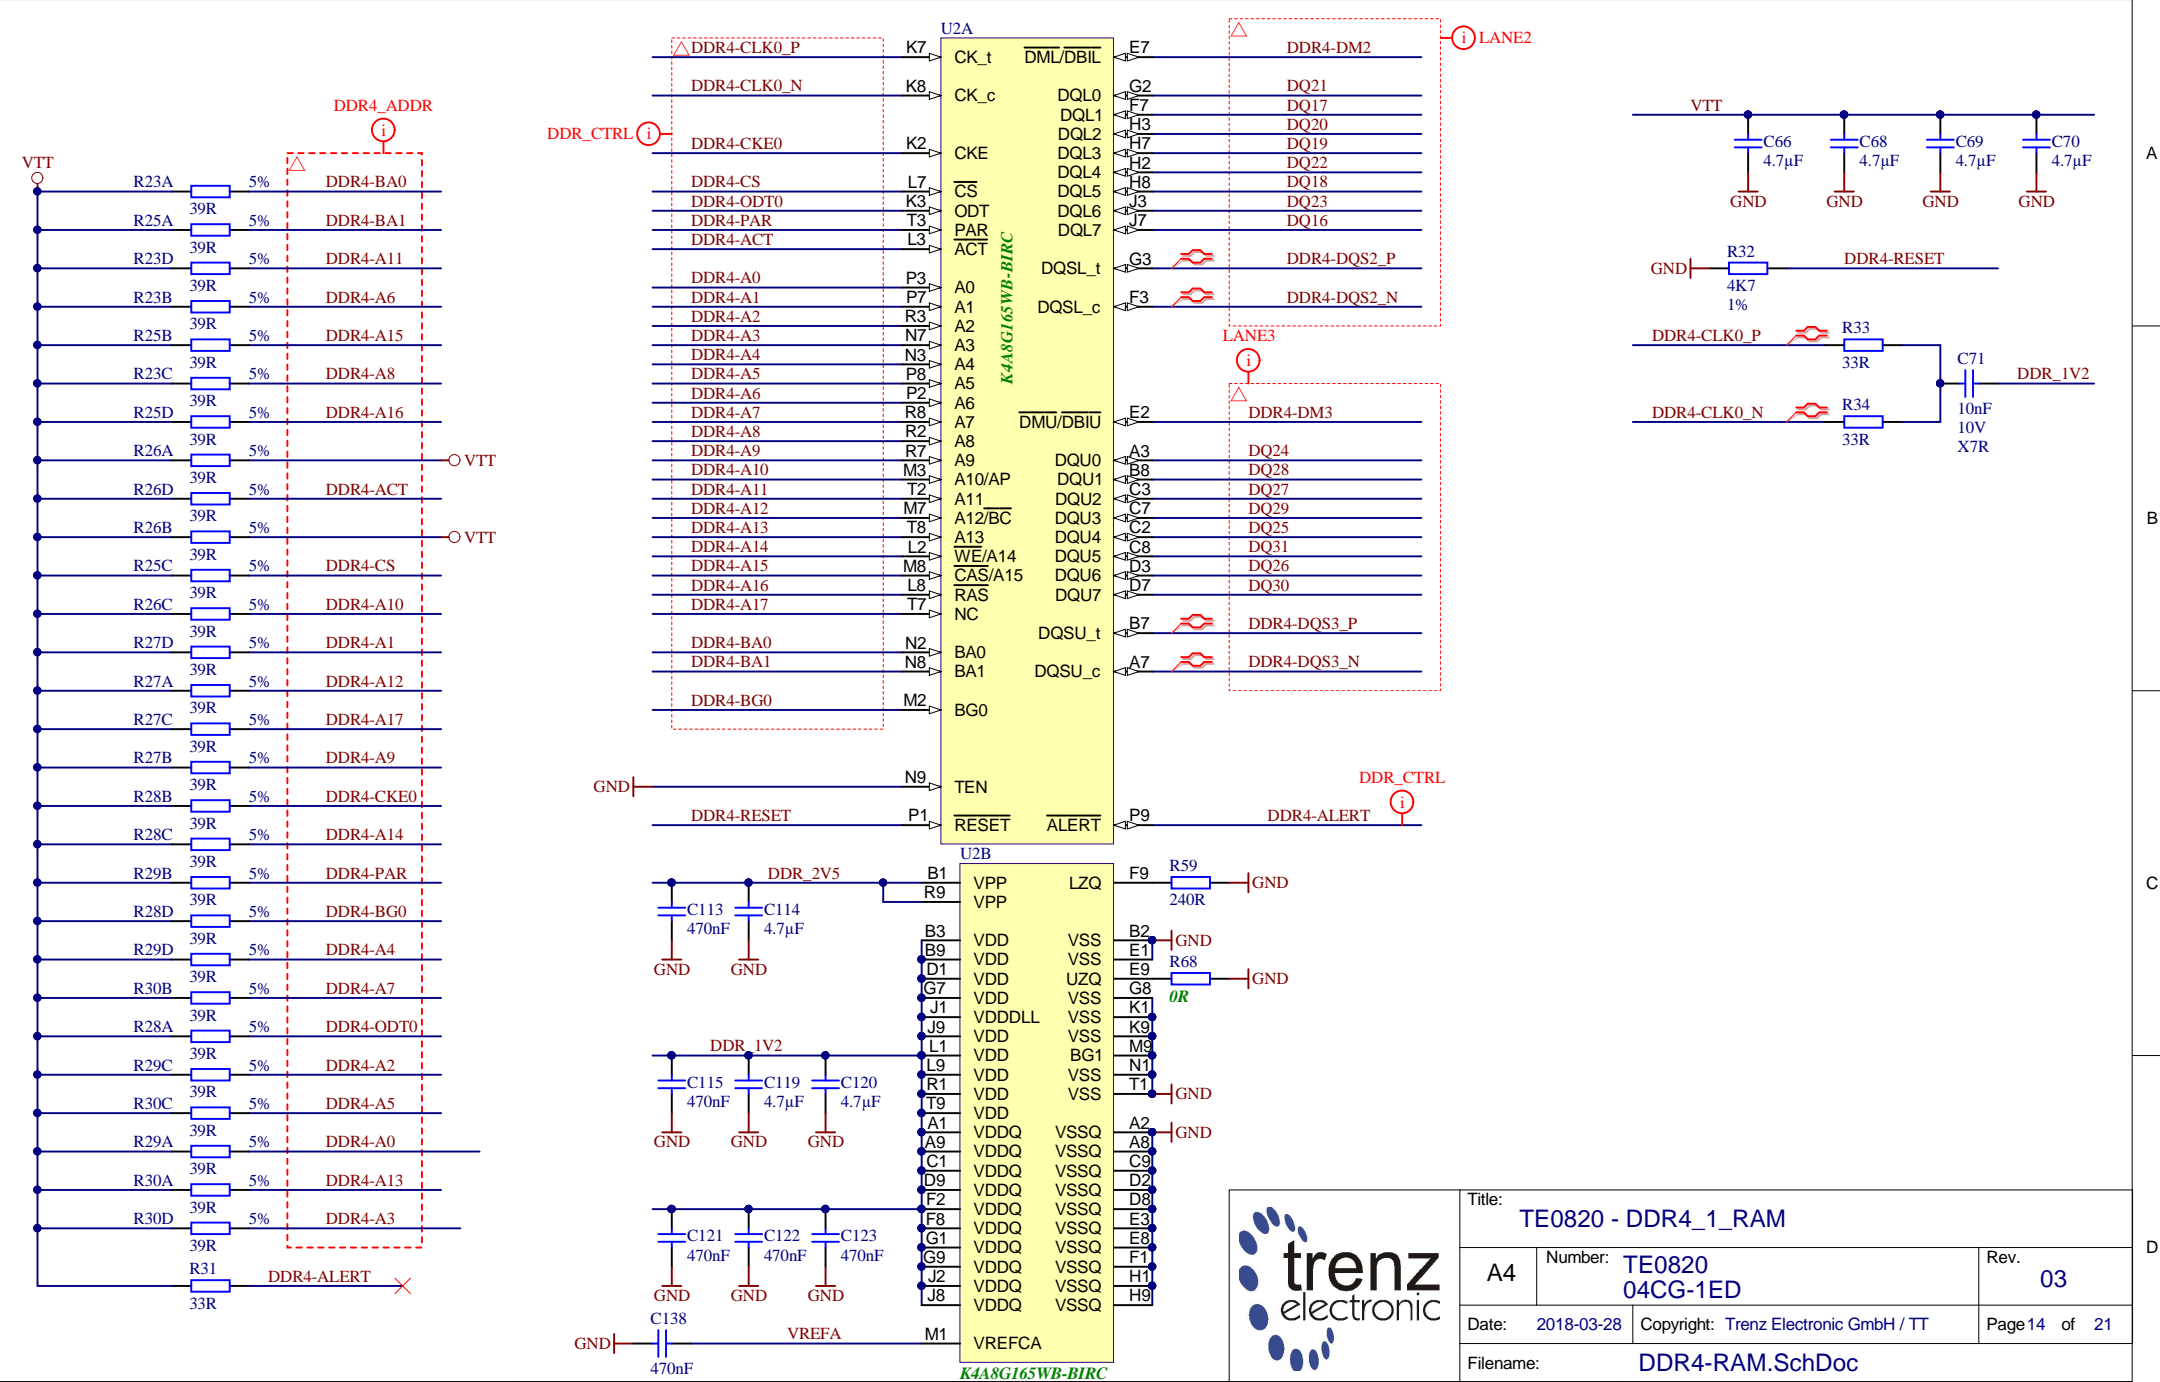 DDR4_ADDR
i
VTT
R23A 5% DDR4-BA0
39R
R25A 5% DDR4-BA1
39R
R23D 5% DDR4-A11
39R
R23B 5% DDR4-A6
39R
R25B 5% DDR4-A15
39R
R23C 5% DDR4-A8
39R
R25D 5% DDR4-A16
39R
R26A 5% VTT
39R
R26D 5% DDR4-ACT
39R
R26B 5% VTT
39R
R25C 5% DDR4-CS
39R
R26C 5% DDR4-A10
39R
R27D 5% DDR4-A1
39R
R27A 5% DDR4-A12
39R
R27C 5% DDR4-A17
39R
R27B 5% DDR4-A9
39R
R28B 5% DDR4-CKE0
39R
R28C 5% DDR4-A14
39R
R29B 5% DDR4-PAR
39R
R28D 5% DDR4-BG0
39R
R29D 5% DDR4-A4
39R
R30B 5% DDR4-A7
39R
R28A 5% DDR4-ODT0
39R
R29C 5% DDR4-A2
39R
R30C 5% DDR4-A5
39R
R29A 5% DDR4-A0
39R
R30A 5% DDR4-A13
39R
R30D 5% DDR4-A3
39R
R31 DDR4-ALERT
33R
U2A
DDR_CTRL i
DDR4-CLK0_P K7 CK_t
DDR4-CLK0_N K8 CK_c
DDR4-CKE0 K2 CKE
DDR4-CS L7 CS
DDR4-ODT0 K3 ODT
DDR4-PAR T3 PAR
DDR4-ACT L3 ACT
DDR4-A0 P3 A0
DDR4-A1 P7 A1
DDR4-A2 R3 A2
DDR4-A3 N7 A3
DDR4-A4 N3 A4
DDR4-A5 P8 A5
DDR4-A6 P2 A6
DDR4-A7 R8 A7
DDR4-A8 R2 A8
DDR4-A9 R7 A9
DDR4-A10 M3 A10/AP
DDR4-A11 T2 A11
DDR4-A12 M7 A12/BC
DDR4-A13 T8 A13
DDR4-A14 L2 WE/A14
DDR4-A15 M8 CAS/A15
DDR4-A16 L8 RAS
DDR4-A17 T7 NC
DDR4-BA0 N2 BA0
DDR4-BA1 N8 BA1
DDR4-BG0 M2 BG0
GND N9 TEN
DDR4-RESET P1 RESET
K4A8G165WB-BIRC
i LANE2
DML/DBIL E7 DDR4-DM2
DQL0 G2 DQ21
DQL1 F7 DQ17
DQL2 H3 DQ20
DQL3 H7 DQ19
DQL4 H2 DQ22
DQL5 H8 DQ18
DQL6 J3 DQ23
DQL7 J7 DQ16
DQSL_t G3 DDR4-DQS2_P
DQSL_c F3 DDR4-DQS2_N
LANE3
i
DMU/DBIU E2 DDR4-DM3
DQU0 A3 DQ24
DQU1 B8 DQ28
DQU2 C3 DQ27
DQU3 C7 DQ29
DQU4 C2 DQ25
DQU5 C8 DQ31
DQU6 D3 DQ26
DQU7 D7 DQ30
DQSU_t B7 DDR4-DQS3_P
DQSU_c A7 DDR4-DQS3_N
DDR_CTRL
i
ALERT P9 DDR4-ALERT
U2B
DDR_2V5 B1 VPP
R9 VPP
C113 C114
470nF 4.7µF
GND GND
B3 VDD
B9 VDD
D1 VDD
G7 VDD
J1 VDDDLL
J9 VDD
DDR_1V2 L1 VDD
L9 VDD
R1 VDD
T9 VDD
C115 C119 C120
470nF 4.7µF 4.7µF
GND GND GND
A1 VDDQ
A9 VDDQ
C1 VDDQ
D9 VDDQ
F2 VDDQ
F8 VDDQ
G1 VDDQ
G9 VDDQ
J2 VDDQ
J8 VDDQ
C121 C122 C123
470nF 470nF 470nF
GND GND GND
C138
GND VREFA M1 VREFCA
470nF
K4A8G165WB-BIRC
LZQ F9 R59 GND
240R
VSS B2 GND
VSS E1
UZQ E9 R68 GND
0R
VSS G8
VSS K1
VSS K9
BG1 M9
VSS N1
VSS T1 GND
VSSQ A2 GND
VSSQ A8
VSSQ C9
VSSQ D2
VSSQ D8
VSSQ E3
VSSQ E8
VSSQ F1
VSSQ H1
VSSQ H9
VTT
C66 C68 C69 C70
4.7µF 4.7µF 4.7µF 4.7µF
GND GND GND GND
R32
GND DDR4-RESET
4K7
1%
DDR4-CLK0_P R33
33R
C71 DDR_1V2
10nF
10V
X7R
DDR4-CLK0_N R34
33R
A
B
C
D
trenz
electronic
Title:
TE0820 - DDR4_1_RAM
A4 Number: TE0820
04CG-1ED
Rev.
03
Date: 2018-03-28 Copyright: Trenz Electronic GmbH / TT Page 14 of 21
Filename: DDR4-RAM.SchDoc